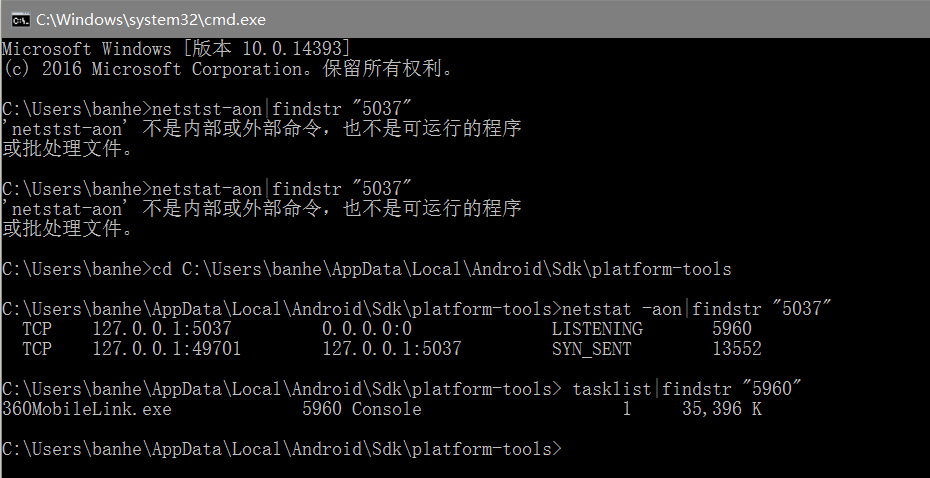 C:\Windows\system32\cmd.exe
Microsoft Windows [版本 10.0.14393]
(c) 2016 Microsoft Corporation。保留所有权利。
C:\Users\banhe>netstst-aon|findstr "5037"
'netstst-aon' 不是内部或外部命令，也不是可运行的程序
或批处理文件。
C:\Users\banhe>netstat-aon|findstr "5037"
'netstat-aon' 不是内部或外部命令，也不是可运行的程序
或批处理文件。
C:\Users\banhe>cd C:\Users\banhe\AppData\Local\Android\Sdk\platform-tools
C:\Users\banhe\AppData\Local\Android\Sdk\platform-tools>netstat -aon|findstr "5037"
TCP    127.0.0.1:5037         0.0.0.0:0              LISTENING       5960
TCP    127.0.0.1:49701        127.0.0.1:5037         SYN_SENT        13552
C:\Users\banhe\AppData\Local\Android\Sdk\platform-tools> tasklist|findstr "5960"
360MobileLink.exe             5960 Console                    1     35,396 K
C:\Users\banhe\AppData\Local\Android\Sdk\platform-tools>